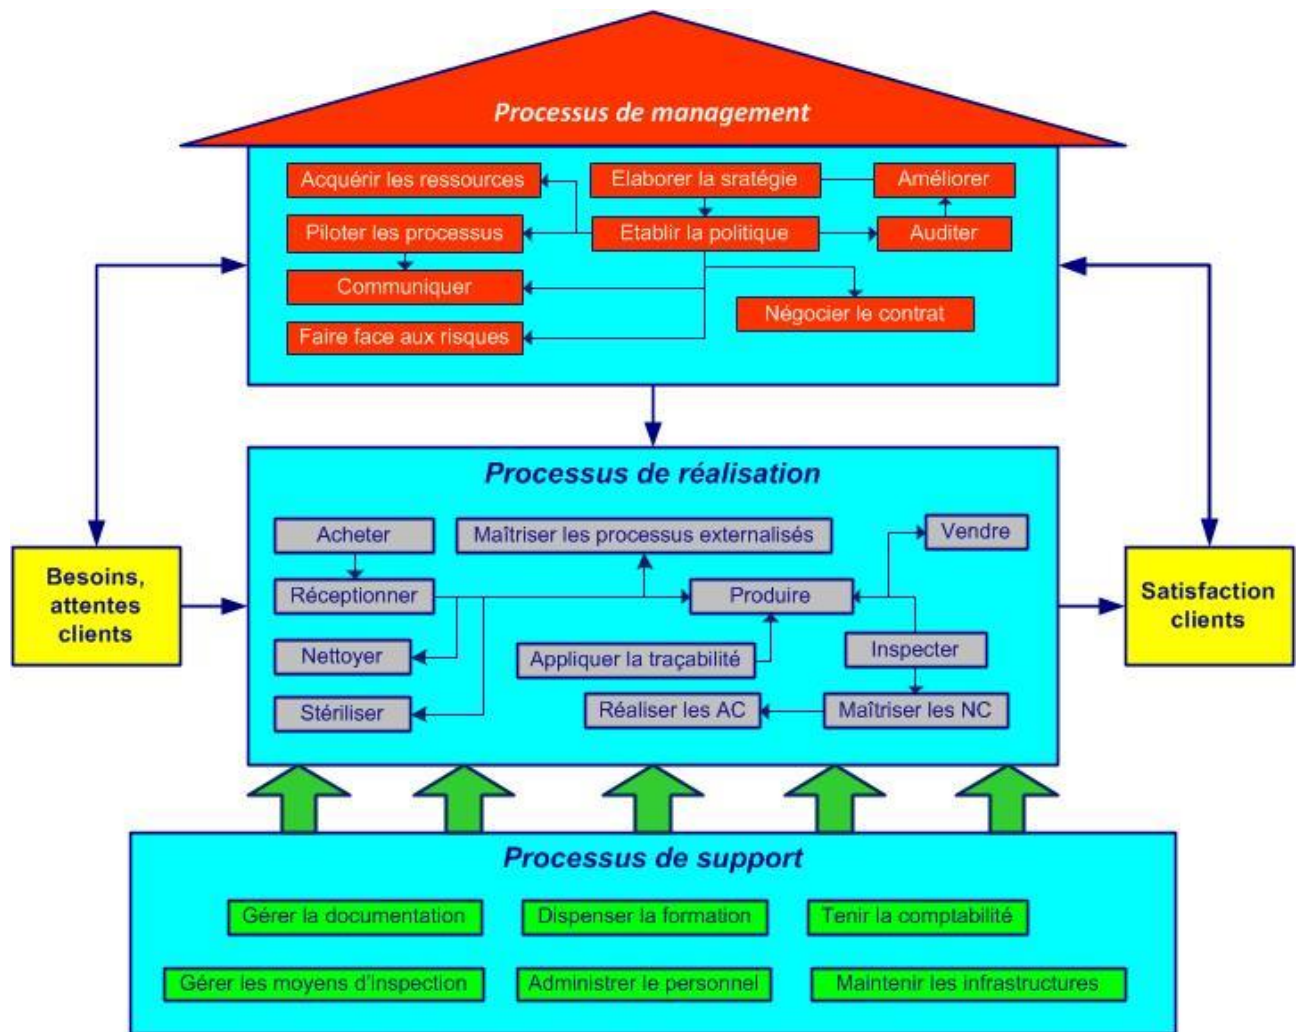 Processus de management
Acquérir les ressources
Elaborer la sratégie
Améliorer
Piloter les processus
Etablir la politique
Auditer
Communiquer
Négocier le contrat
Faire face aux risques
Processus de réalisation
Acheter
Maîtriser les processus externalisés
Vendre
Besoins,
attentes
clients
Réceptionner
Produire
Satisfaction
clients
Nettoyer
Appliquer la traçabilité
Inspecter
Stériliser
Réaliser les AC
Maîtriser les NC
Processus de support
Gérer la documentation
Dispenser la formation
Tenir la comptabilité
Gérer les moyens d'inspection
Administrer le personnel
Maintenir les infrastructures